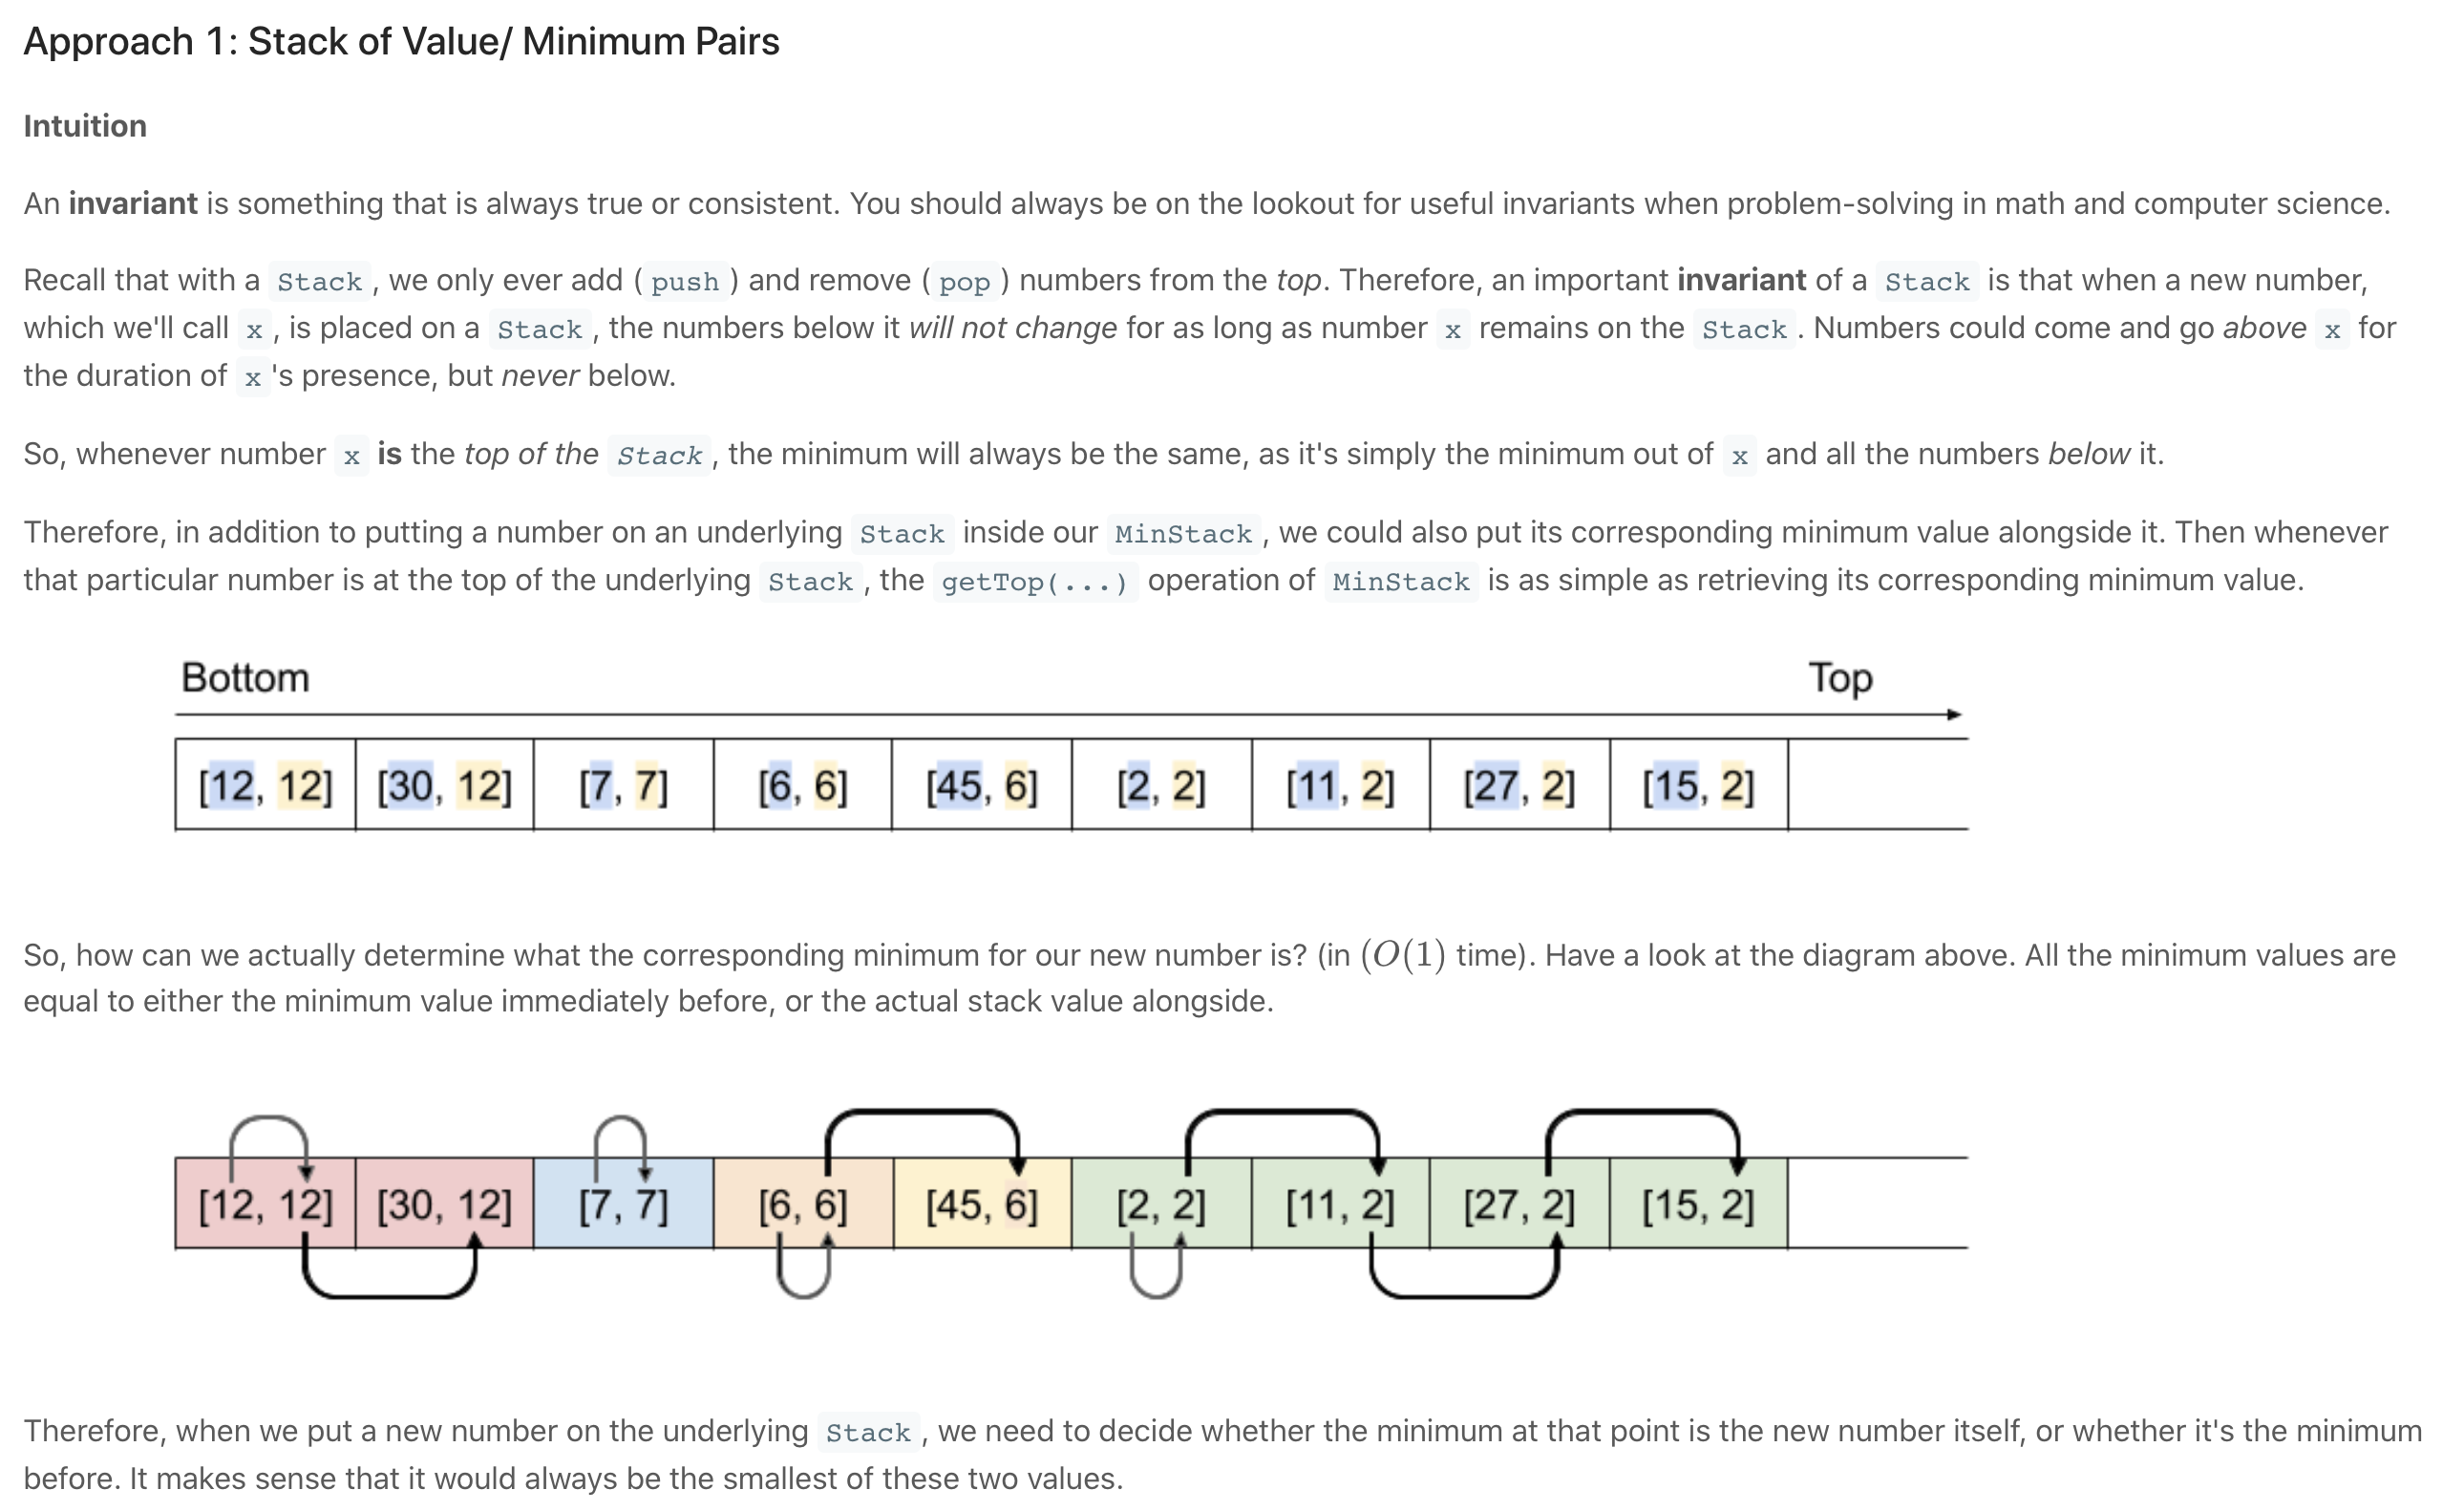 Approach 1: Stack of Value/ Minimum Pairs
Intuition
An invariant is something that is always true or consistent. You should always be on the lookout for useful invariants when problem-solving in math and computer science.
Recall that with a Stack , we only ever add ( push ) and remove ( pop ) numbers from the top. Therefore, an important invariant of a Stack is that when a new number,
which we'll call x , is placed on a Stack , the numbers below it will not change for as long as number x remains on the Stack . Numbers could come and go above x for
the duration of x 's presence, but never below.
So, whenever number x is the top of the Stack , the minimum will always be the same, as it's simply the minimum out of x and all the numbers below it.
Therefore, in addition to putting a number on an underlying Stack inside our MinStack , we could also put its corresponding minimum value alongside it. Then whenever
that particular number is at the top of the underlying Stack , the getTop(...) operation of MinStack is as simple as retrieving its corresponding minimum value.
Bottom Top
[12, 12] [30, 12] [7, 7] [6, 6] [45, 6] [2, 2] [11, 2] [27, 2] [15, 2]
So, how can we actually determine what the corresponding minimum for our new number is? (in (O(1) time). Have a look at the diagram above. All the minimum values are
equal to either the minimum value immediately before, or the actual stack value alongside.
[12, 12] [30, 12] [7, 7] [6, 6] [45, 6] [2, 2] [11, 2] [27, 2] [15, 2]
Therefore, when we put a new number on the underlying Stack , we need to decide whether the minimum at that point is the new number itself, or whether it's the minimum
before. It makes sense that it would always be the smallest of these two values.